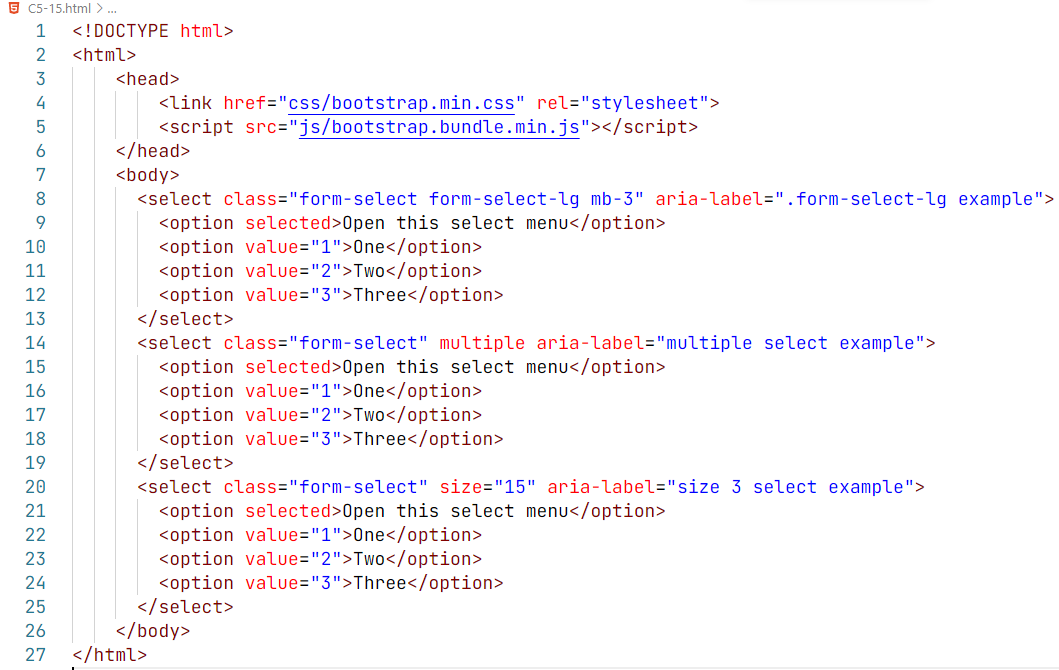 C5-15.html > ...
1 <!DOCTYPE html>
2 <html>
3 <head>
4 <link href="css/bootstrap.min.css" rel="stylesheet">
5 <script src="js/bootstrap.bundle.min.js"></script>
6 </head>
7 <body>
8 <select class="form-select form-select-lg mb-3" aria-label=".form-select-lg example">
9 <option selected>Open this select menu</option>
10 <option value="1">One</option>
11 <option value="2">Two</option>
12 <option value="3">Three</option>
13 </select>
14 <select class="form-select" multiple aria-label="multiple select example">
15 <option selected>Open this select menu</option>
16 <option value="1">One</option>
17 <option value="2">Two</option>
18 <option value="3">Three</option>
19 </select>
20 <select class="form-select" size="15" aria-label="size 3 select example">
21 <option selected>Open this select menu</option>
22 <option value="1">One</option>
23 <option value="2">Two</option>
24 <option value="3">Three</option>
25 </select>
26 </body>
27 </html>